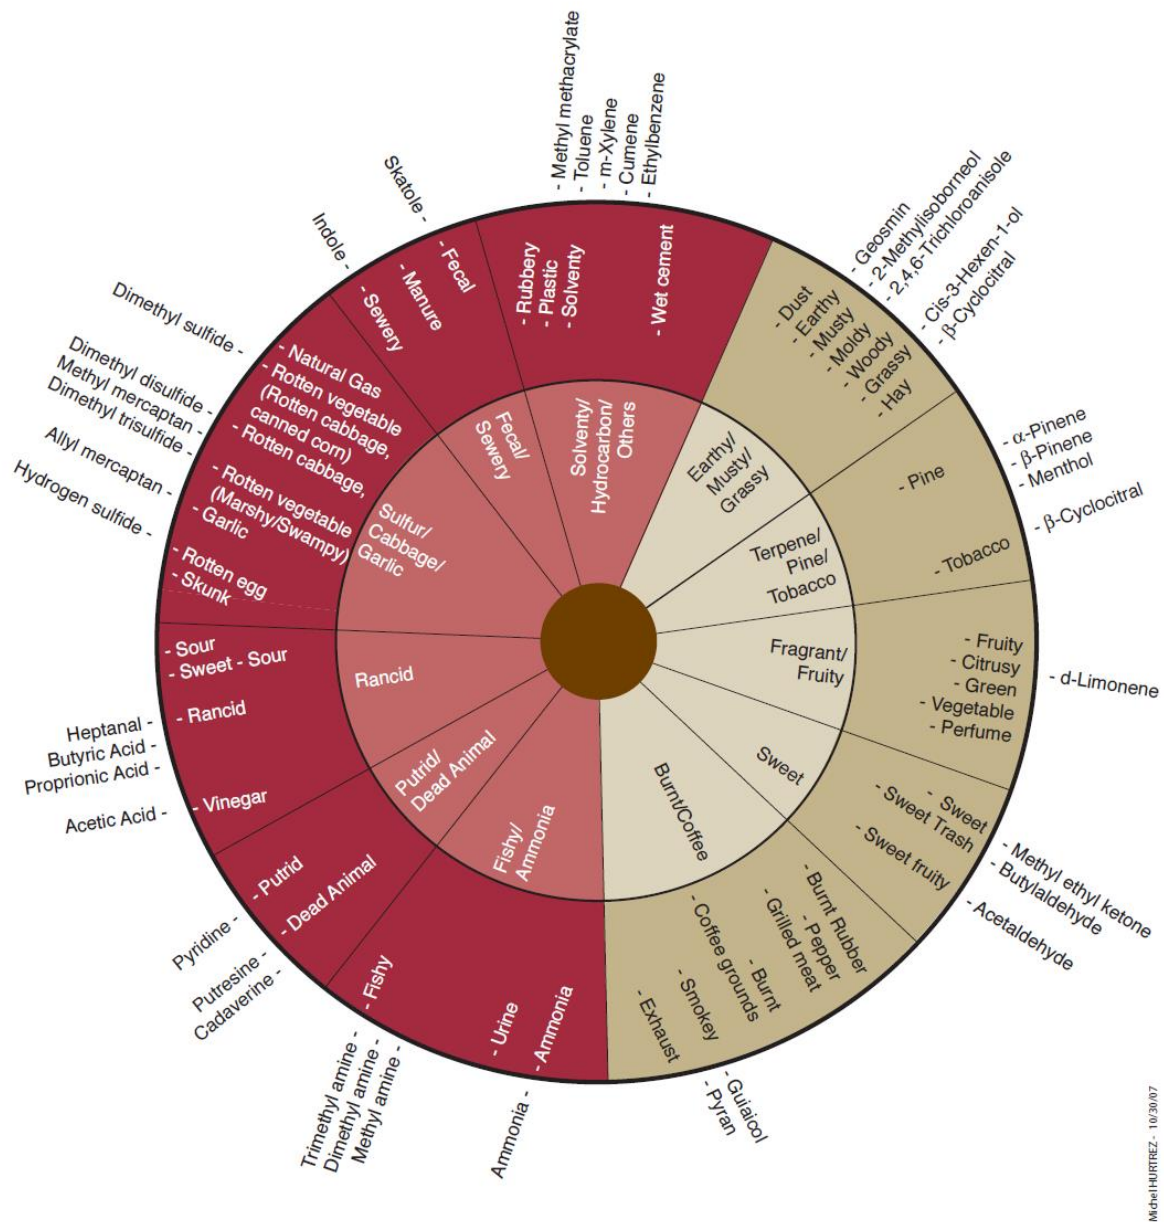 - Methyl methacrylate
- Toluene
- m-Xylene
- Cumene
- Ethylbenzene
- Geosmin
- 2-Methylisoborneol
- 2,4,6-Trichloroanisole
- Cis-3-Hexen-1-ol
- β-Cyclocitral
- α-Pinene
- β-Pinene
- Menthol
- β-Cyclocitral
- d-Limonene
- Methyl ethyl ketone
- Butylaldehyde
- Acetaldehyde
- Guiaicol
- Pyran
Ammonia -
Methyl amine -
Dimethyl amine -
Trimethyl amine -
Cadaverine -
Putresine -
Pyridine -
Acetic Acid -
Proprionic Acid -
Butyric Acid -
Heptanal -
Hydrogen sulfide -
Allyl mercaptan -
Dimethyl trisulfide -
Methyl mercaptan -
Dimethyl disulfide -
Dimethyl sulfide -
Indole -
Skatole -
- Rubbery
- Plastic
- Solventy
- Wet cement
- Dust
- Earthy
- Musty
- Moldy
- Woody
- Grassy
- Hay
- Pine
- Tobacco
- Fruity
- Citrusy
- Green
- Vegetable
- Perfume
- Sweet
- Sweet Trash
- Sweet fruity
- Burnt Rubber
- Pepper
- Grilled meat
- Burnt
- Coffee grounds
- Smokey
- Exhaust
- Ammonia
- Urine
- Fishy
- Dead Animal
- Putrid
- Vinegar
- Rancid
- Sweet - Sour
- Sour
- Skunk
- Rotten egg
- Garlic
- Rotten vegetable
(Marshy/Swampy)
- Rotten cabbage,
- Rotten vegetable
(Rotten cabbage,
canned corn)
- Natural Gas
- Sewery
- Manure
- Fecal
Solventy/
Hydrocarbon/
Others
Earthy/
Musty/
Grassy
Terpene/
Pine/
Tobacco
Fragrant/
Fruity
Sweet
Burnt/Coffee
Fishy/
Ammonia
Putrid/
Dead Animal
Rancid
Sulfur/
Cabbage/
Garlic
Fecal/
Sewery
Michel HURTREZ - 10/30/07